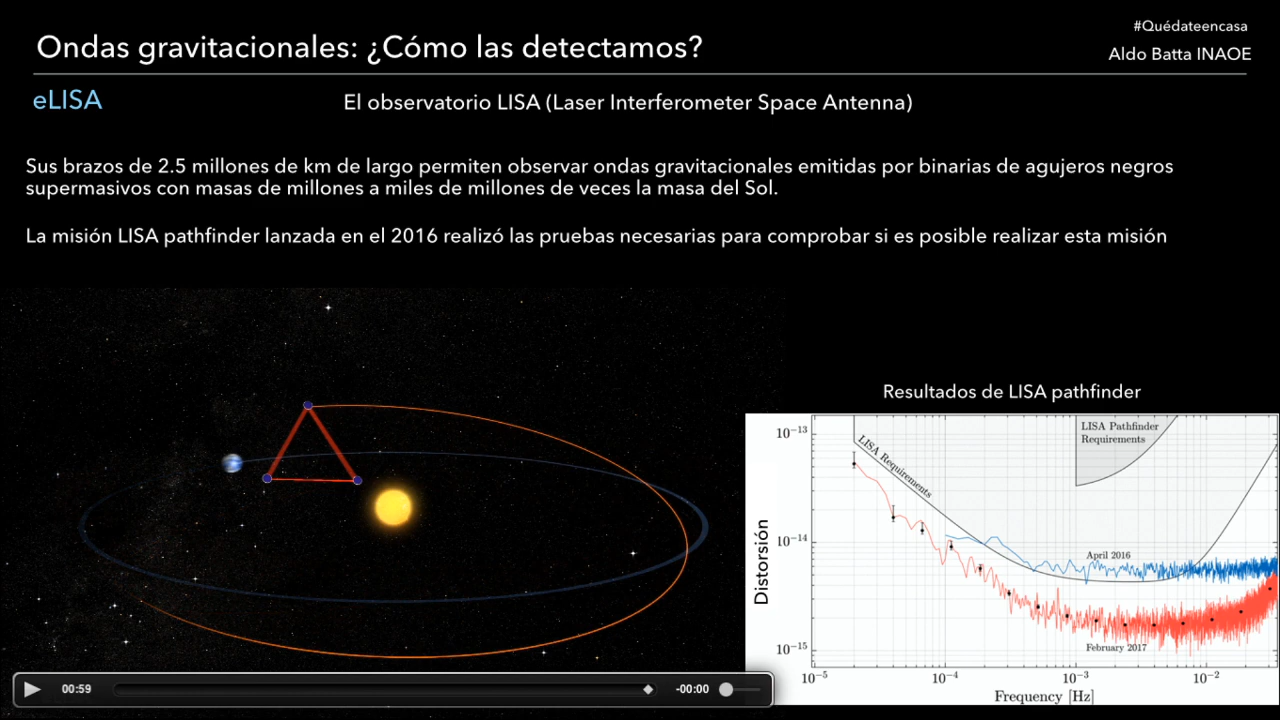 #Quédateencasa
Ondas gravitacionales: ¿Cómo las detectamos?
Aldo Batta INAOE
eLISA
El observatorio LISA (Laser Interferometer Space Antenna)
Sus brazos de 2.5 millones de km de largo permiten observar ondas gravitacionales emitidas por binarias de agujeros negros
supermasivos con masas de millones a miles de millones de veces la masa del Sol.
La misión LISA pathfinder lanzada en el 2016 realizó las pruebas necesarias para comprobar si es posible realizar esta misión
Resultados de LISA pathfinder
10⁻¹³
LISA Requirements
LISA Pathfinder
Requirements
10⁻¹⁴
April 2016
Distorsión
10⁻¹⁵
February 2017
10⁻⁵
10⁻⁴
10⁻³
10⁻²
Frequency [Hz]
00:59
-00:00